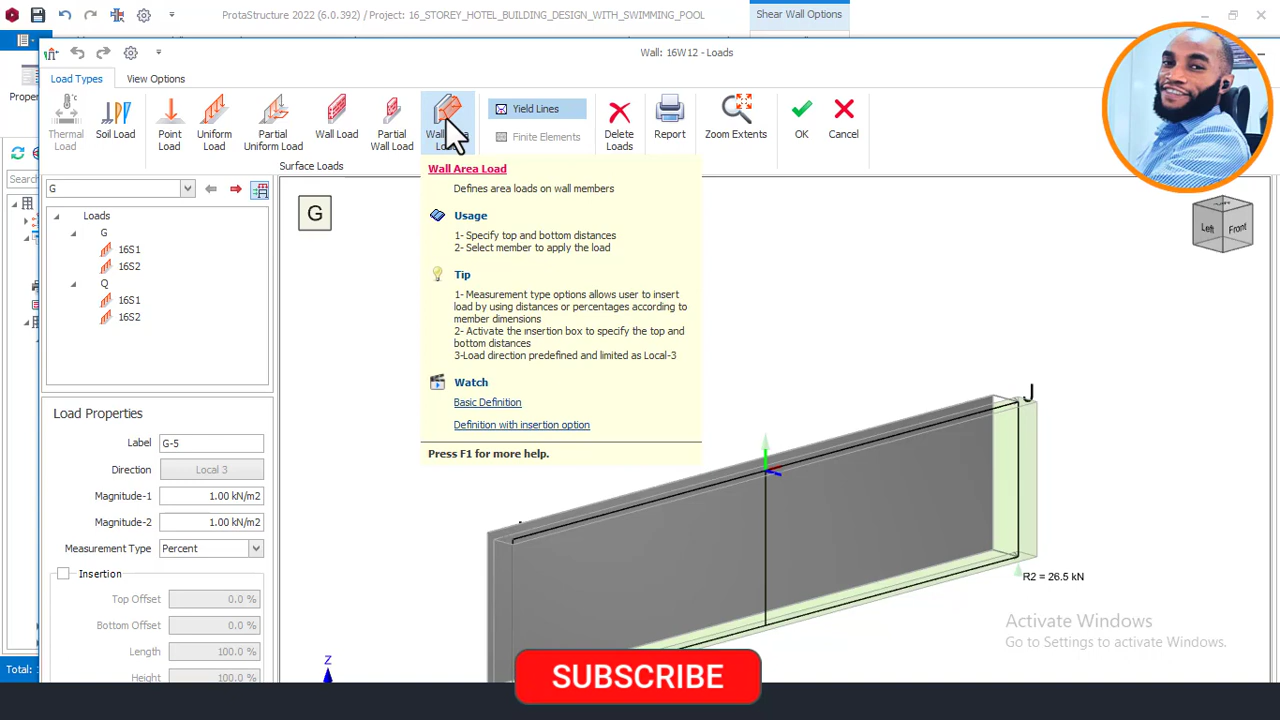 ProtaStructure 2022 (6.0.392) / Project: 16_STOREY_HOTEL_BUILDING_DESIGN_WITH_SWIMMING_POOL
Shear Wall Options
Wall: 16W12 - Loads
Load Types
View Options
Proper
Thermal Load
Soil Load
Point Load
Uniform Load
Partial Uniform Load
Wall Load
Partial Wall Load
Yield Lines
Finite Elements
Delete Loads
Report
Zoom Extents
OK
Cancel
Surface Loads
Search
G
Loads
G
16S1
16S2
Q
16S1
16S2
Wall Area Load
Defines area loads on wall members
Usage
1- Specify top and bottom distances
2- Select member to apply the load
Tip
1- Measurement type options allows user to insert
load by using distances or percentages according to
member dimensions
2- Activate the insertion box to specify the top and
bottom distances
3-Load direction predefined and limited as Local-3
Watch
Basic Definition
Definition with insertion option
Press F1 for more help.
G
Left
Front
Load Properties
Label
G-5
Direction
Local 3
Magnitude-1
1.00 kN/m2
Magnitude-2
1.00 kN/m2
Measurement Type
Percent
Insertion
Top Offset
0.0 %
Bottom Offset
0.0 %
Length
100.0 %
Height
100.0 %
J
R2 = 26.5 kN
Z
Activate Windows
Go to Settings to activate Windows.
Total:
SUBSCRIBE